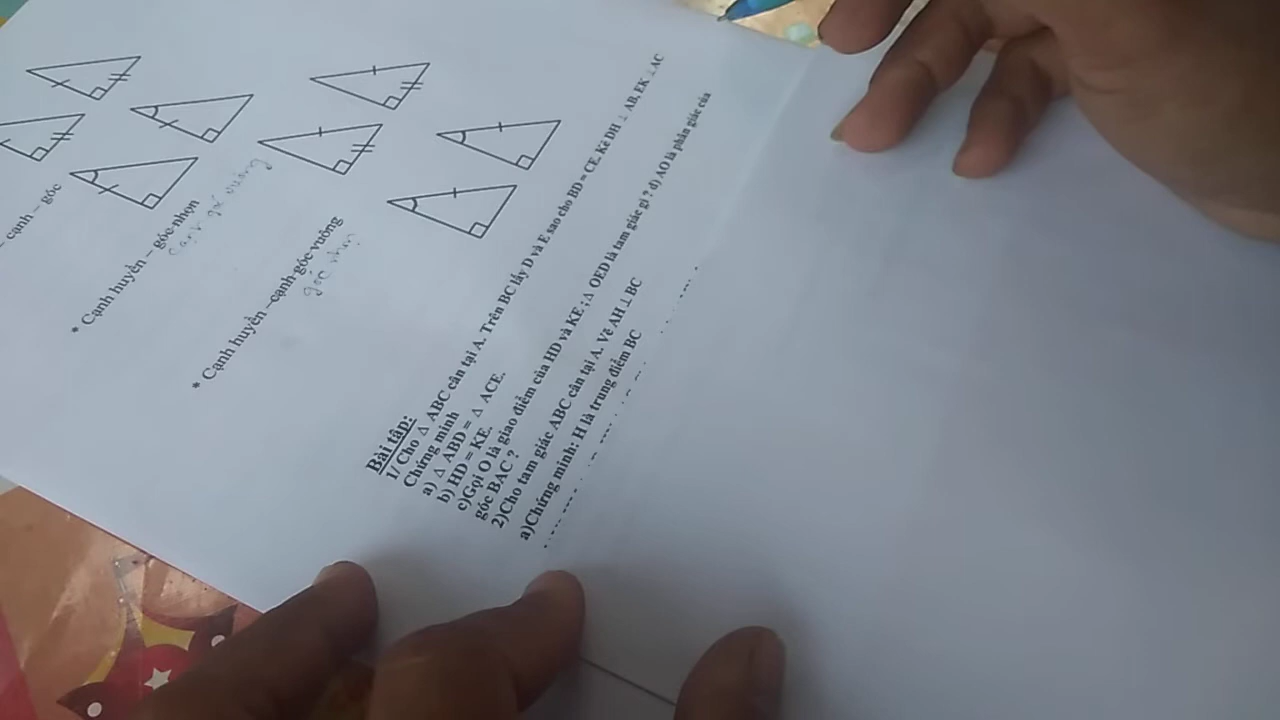 – cạnh – góc
* Cạnh huyền – góc nhọn
cạnh góc vuông
* Cạnh huyền –cạnh góc vuông
góc nhọn
Bài tập:
1/ Cho Δ ABC cân tại A. Trên BC lấy D và E sao cho BD = CE. Kẻ DH ⊥ AB, EK ⊥ AC
Chứng minh
a) Δ ABD = Δ ACE.
b) HD = KE.
c)Gọi O là giao điểm của HD và KE ; Δ OED là tam giác gì ? d) AO là phân giác của
góc BAC ?
2)Cho tam giác ABC cân tại A. Vẽ AH ⊥ BC
a)Chứng minh: H là trung điểm BC